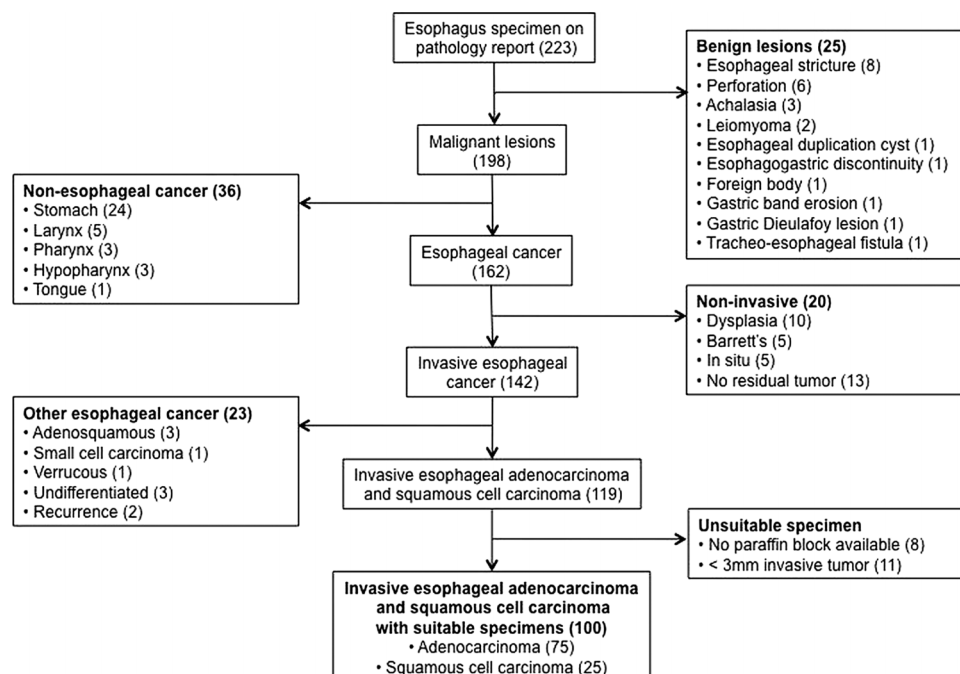 Esophagus specimen on
pathology report (223)
Benign lesions (25)
• Esophageal stricture (8)
• Perforation (6)
• Achalasia (3)
• Leiomyoma (2)
• Esophageal duplication cyst (1)
• Esophagogastric discontinuity (1)
• Foreign body (1)
• Gastric band erosion (1)
• Gastric Dieulafoy lesion (1)
• Tracheo-esophageal fistula (1)
Malignant lesions
(198)
Non-esophageal cancer (36)
• Stomach (24)
• Larynx (5)
• Pharynx (3)
• Hypopharynx (3)
• Tongue (1)
Esophageal cancer
(162)
Non-invasive (20)
• Dysplasia (10)
• Barrett's (5)
• In situ (5)
• No residual tumor (13)
Invasive esophageal
cancer (142)
Other esophageal cancer (23)
• Adenosquamous (3)
• Small cell carcinoma (1)
• Verrucous (1)
• Undifferentiated (3)
• Recurrence (2)
Invasive esophageal adenocarcinoma
and squamous cell carcinoma (119)
Unsuitable specimen
• No paraffin block available (8)
• < 3mm invasive tumor (11)
Invasive esophageal adenocarcinoma
and squamous cell carcinoma
with suitable specimens (100)
• Adenocarcinoma (75)
• Squamous cell carcinoma (25)